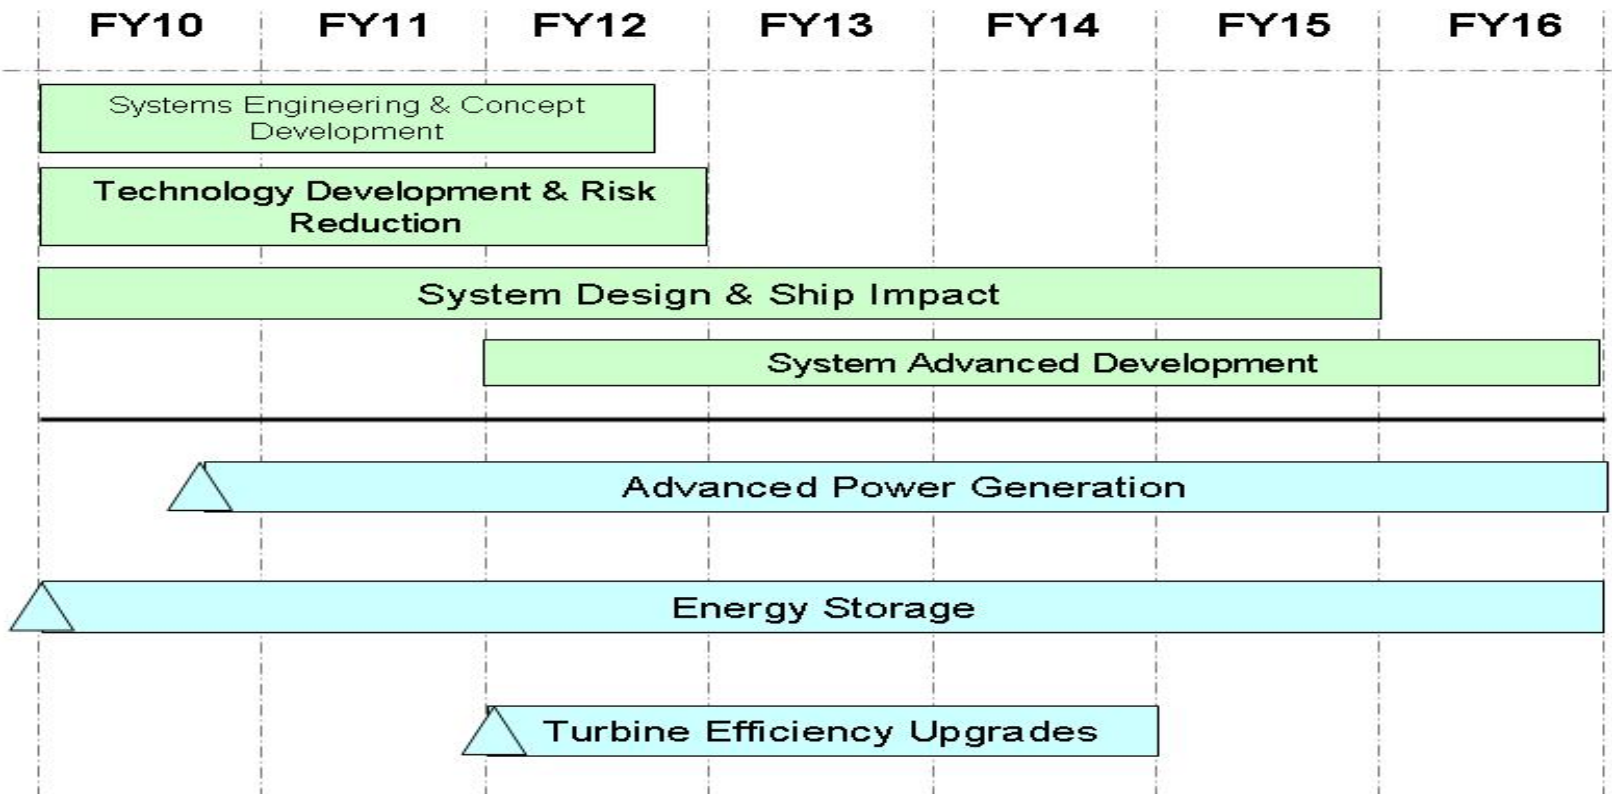 FY10 FY11 FY12 FY13 FY14 FY15 FY16
Systems Engineering & Concept
Development
Technology Development & Risk
Reduction
System Design & Ship Impact
System Advanced Development
Advanced Power Generation
Energy Storage
Turbine Efficiency Upgrades